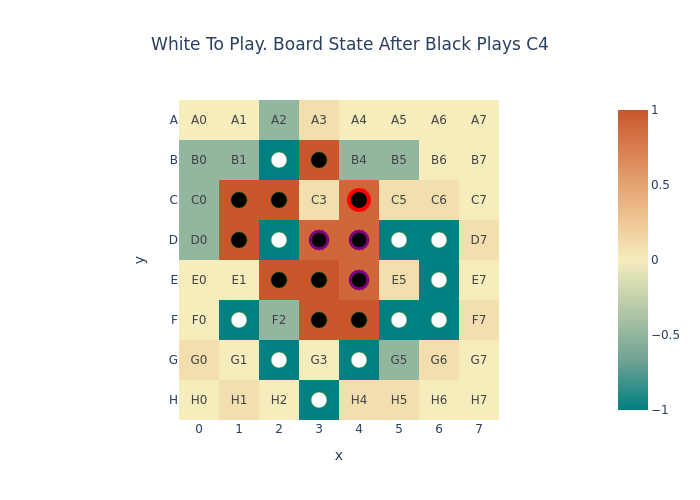 White To Play. Board State After Black Plays C4
A A0 A1 A2 A3 A4 A5 A6 A7
B B0 B1 B4 B5 B6 B7
C C0 C3 C5 C6 C7
D D0 D7
E E0 E1 E5 E7
F F0 F2 F7
G G0 G1 G3 G5 G6 G7
H H0 H1 H2 H4 H5 H6 H7
0 1 2 3 4 5 6 7
x
y
1
0.5
0
−0.5
−1